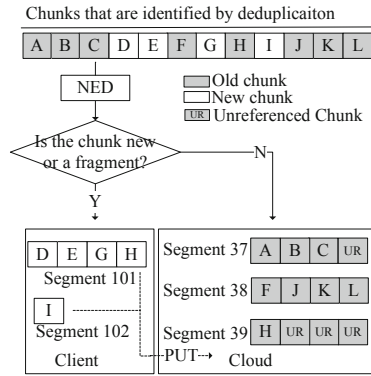 Chunks that are identified by deduplicaiton
A B C D E F G H I J K L
NED
Old chunk
New chunk
UR Unreferenced Chunk
Is the chunk new
or a fragment?
N
Y
D E G H
Segment 101
I
Segment 102
Client
Segment 37 A B C UR
Segment 38 F J K L
Segment 39 H UR UR UR
PUT
Cloud